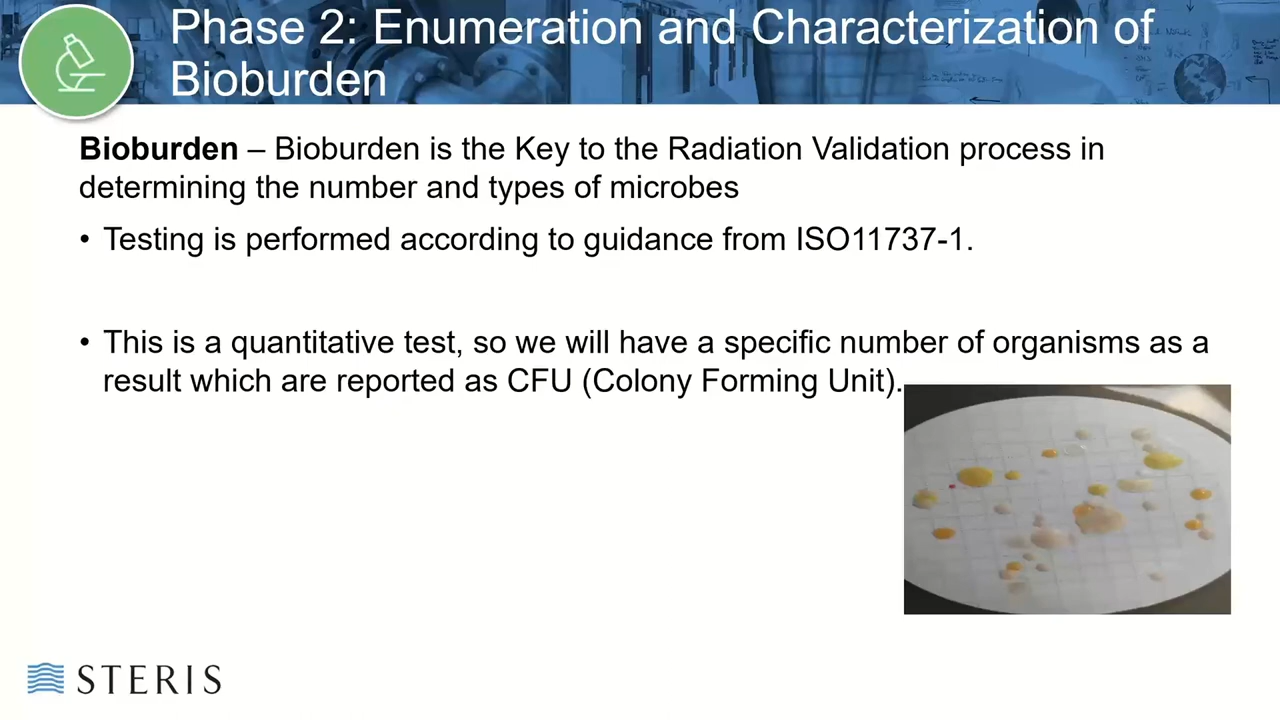 Phase 2: Enumeration and Characterization of
Bioburden
Bioburden – Bioburden is the Key to the Radiation Validation process in
determining the number and types of microbes
• Testing is performed according to guidance from ISO11737-1.
• This is a quantitative test, so we will have a specific number of organisms as a
result which are reported as CFU (Colony Forming Unit).
STERIS